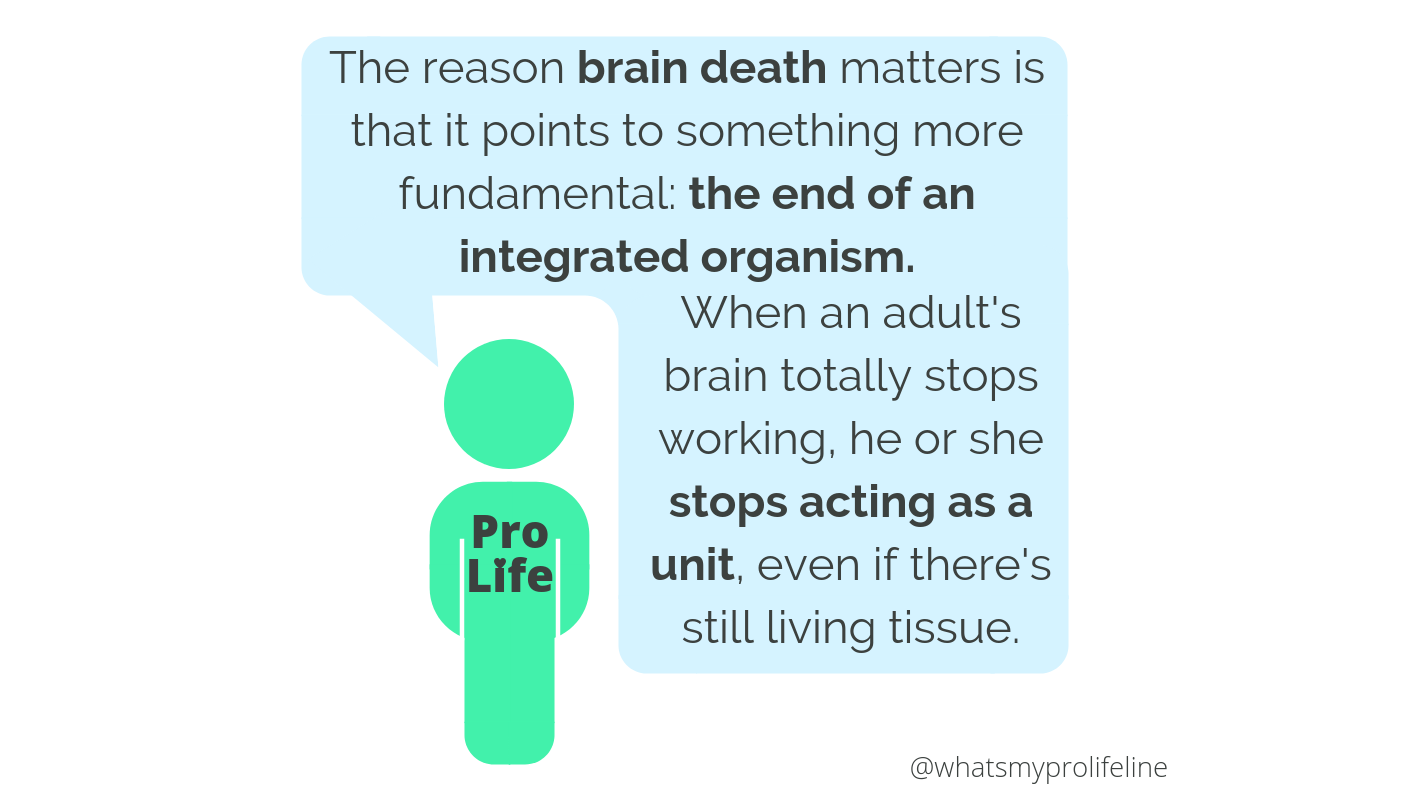 The reason brain death matters is
that it points to something more
fundamental: the end of an
integrated organism.
When an adult's
brain totally stops
working, he or she
stops acting as a
unit, even if there's
still living tissue.
Pro
Life
@whatsmyprolifeline